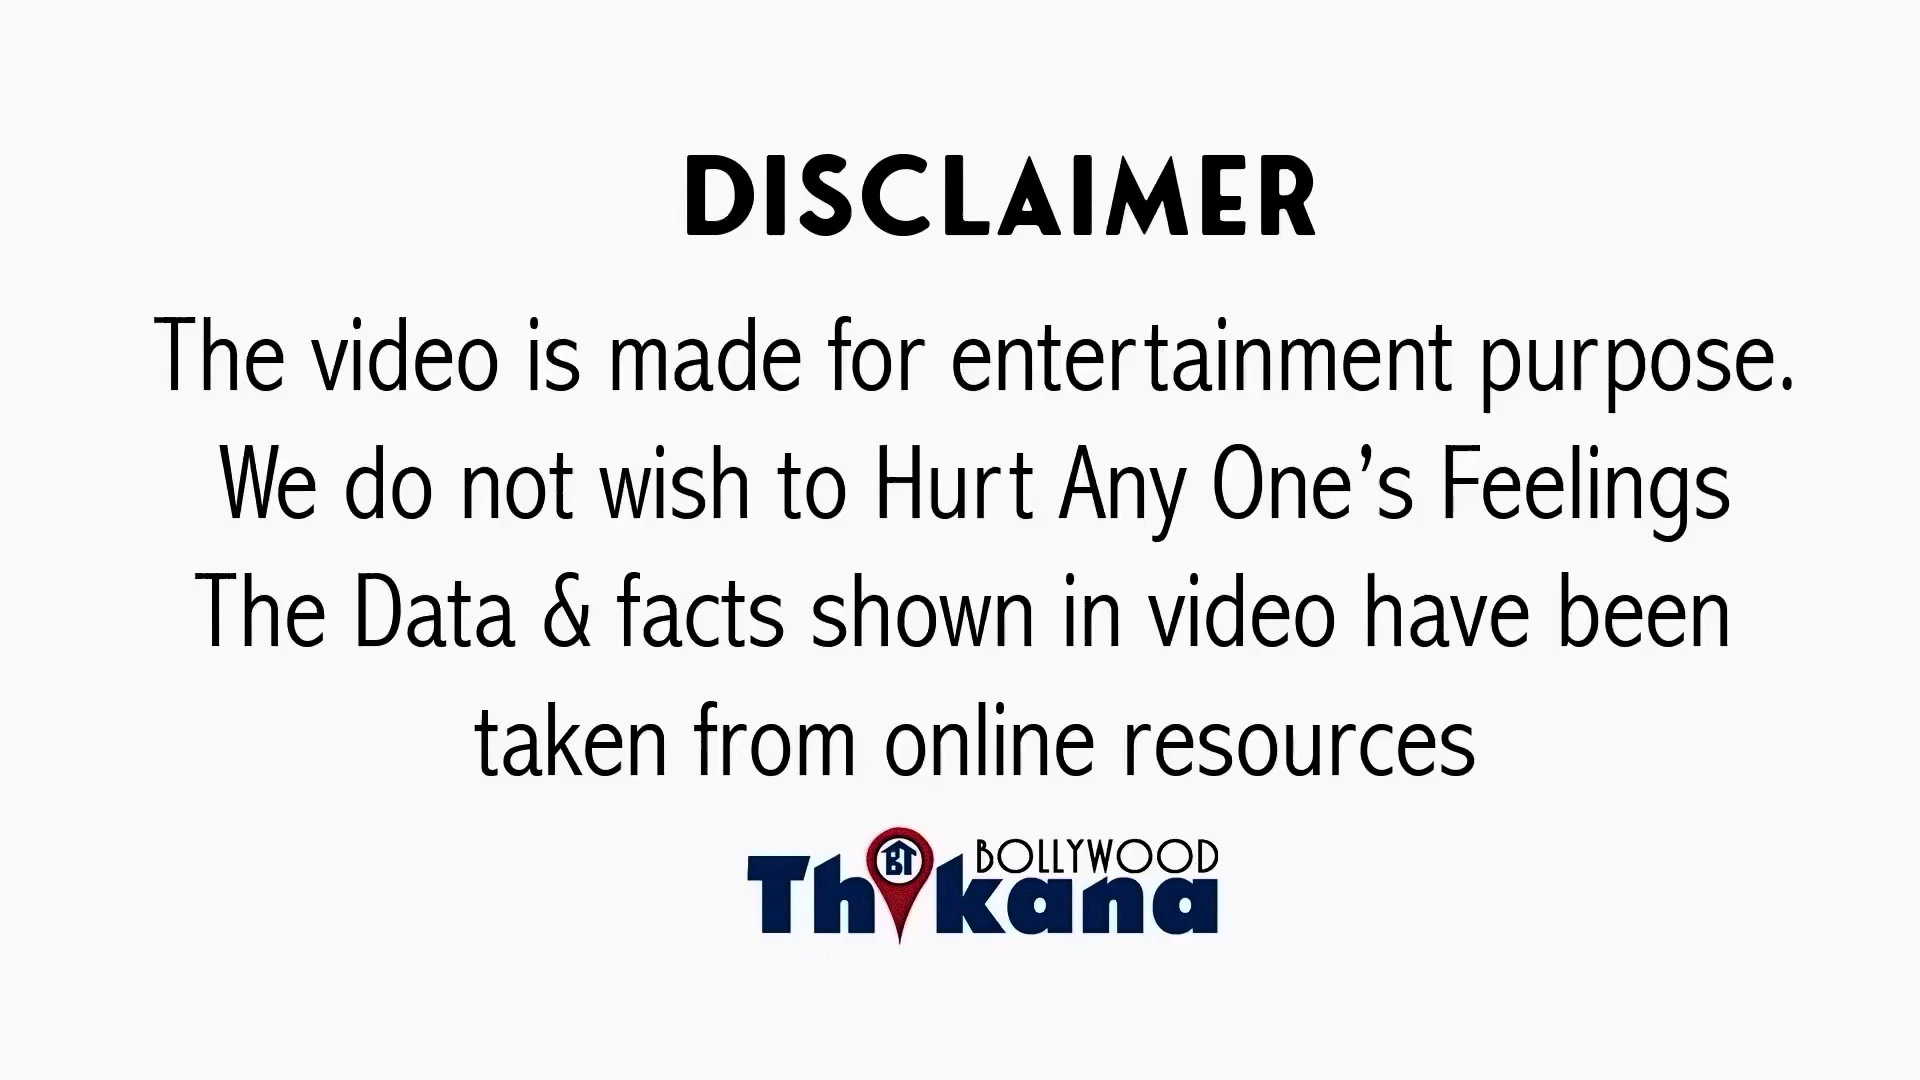 DISCLAIMER
The video is made for entertainment purpose.
We do not wish to Hurt Any One's Feelings
The Data & facts shown in video have been
taken from online resources
BOLLYWOOD
BT
Thikana